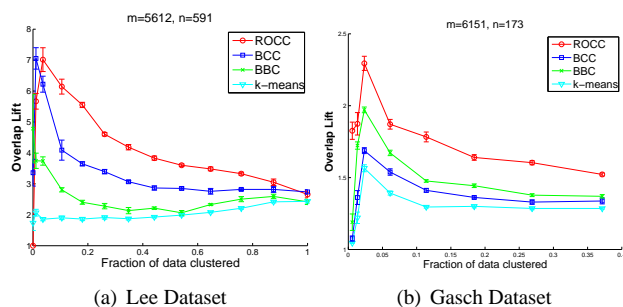 m=5612, n=591
Overlap Lift
8
7
6
5
4
3
2
1
0
0.2
0.4
0.6
0.8
1
Fraction of data clustered
ROCC
BCC
BBC
k-means
(a) Lee Dataset
m=6151, n=173
Overlap Lift
2.5
2
1.5
1
0
0.05
0.1
0.15
0.2
0.25
0.3
0.35
Fraction of data clustered
ROCC
BCC
BBC
k-means
(b) Gasch Dataset